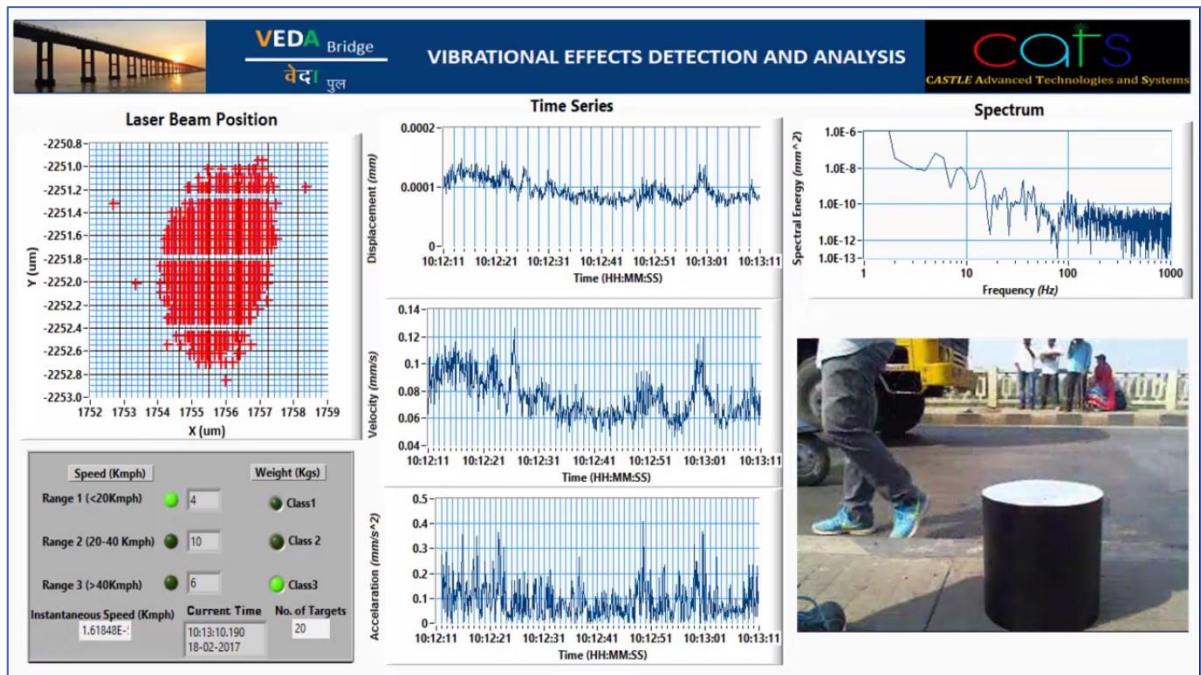 VEDA Bridge
वेदा पुल
VIBRATIONAL EFFECTS DETECTION AND ANALYSIS
cats
CASTLE Advanced Technologies and Systems
Laser Beam Position
Y (um)
-2250.8
-2251.0
-2251.2
-2251.4
-2251.6
-2251.8
-2252.0
-2252.2
-2252.4
-2252.6
-2252.8
-2253.0
1752 1753 1754 1755 1756 1757 1758 1759
X (um)
Speed (Kmph) Weight (Kgs)
Range 1 (<20Kmph) 4 Class1
Range 2 (20-40 Kmph) 10 Class 2
Range 3 (>40Kmph) 6 Class3
Instantaneous Speed (Kmph) Current Time No. of Targets
1.61848E-
10:13:10.190
18-02-2017
20
Time Series
Displacement (mm)
0.0002
0.0001
0
10:12:11 10:12:21 10:12:31 10:12:41 10:12:51 10:13:01 10:13:11
Time (HH:MM:SS)
Velocity (mm/s)
0.14
0.12
0.1
0.08
0.06
0.04
10:12:11 10:12:21 10:12:31 10:12:41 10:12:51 10:13:01 10:13:11
Time (HH:MM:SS)
Accelaration (mm/s^2)
0.5
0.4
0.3
0.2
0.1
0
10:12:11 10:12:21 10:12:31 10:12:41 10:12:51 10:13:01 10:13:11
Time (HH:MM:SS)
Spectrum
Spectral Energy (mm^2)
1.0E-6
1.0E-8
1.0E-10
1.0E-12
1.0E-13
1 10 100 1000
Frequency (Hz)